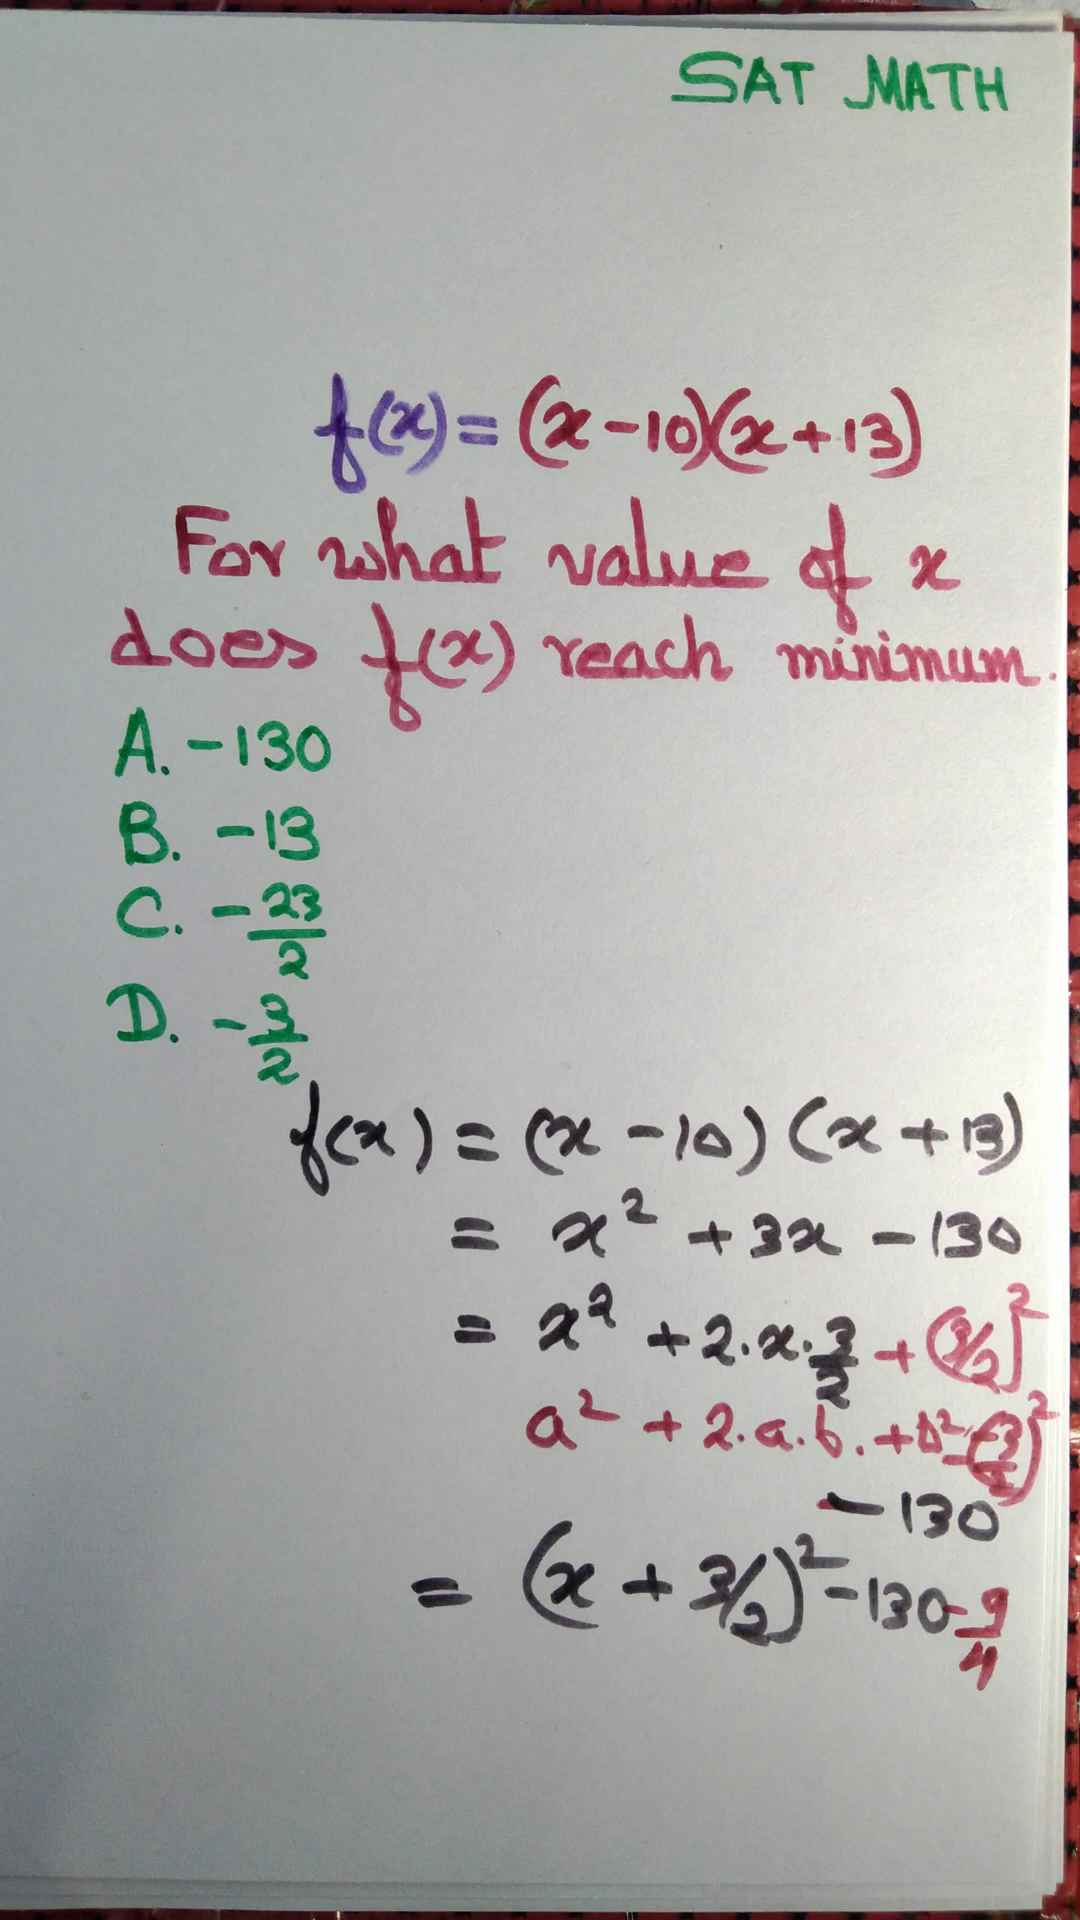 SAT MATH
f(x) = (x-10)(x+13)
For what value of x
does f(x) reach minimum.
A. -130
B. -13
C. -23/2
D. -3/2
f(x) = (x-10)(x+13)
= x² + 3x - 130
= x² + 2.x.3/2 + (3/2)²
a² + 2.a.b. + b² - (3/2)²
- 130
= (x + 3/2)² - 130 - 9/4